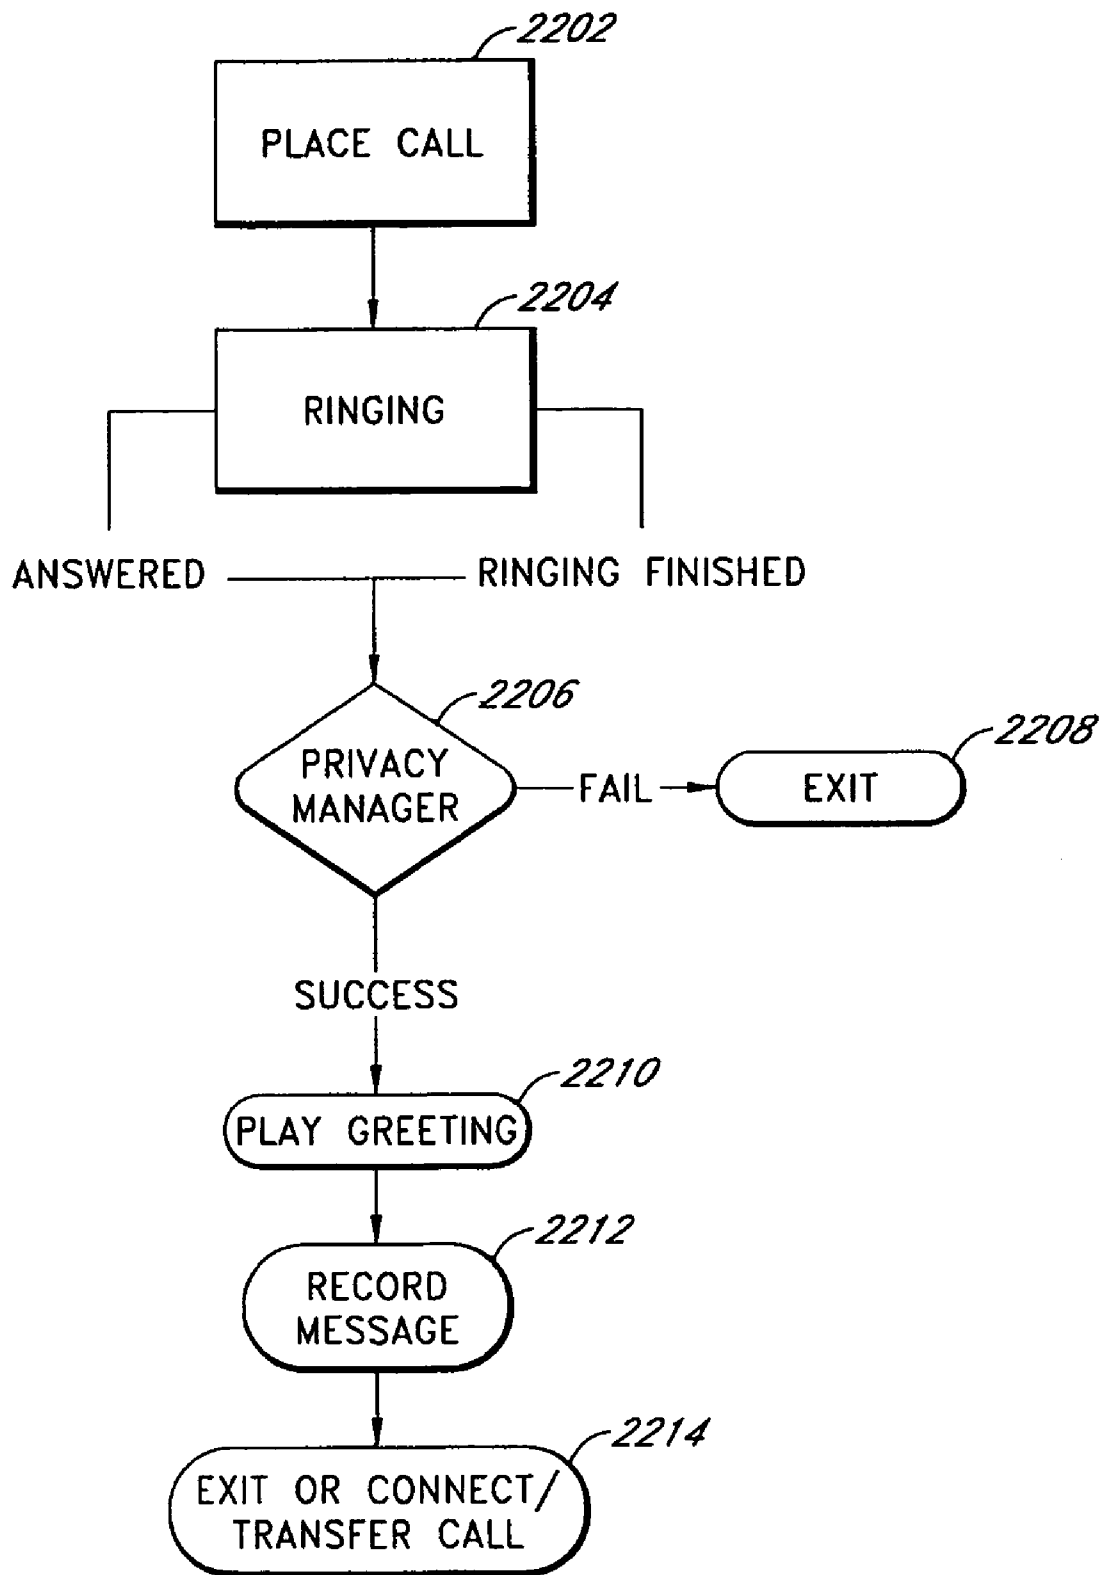 2202
PLACE CALL
2204
RINGING
ANSWERED
RINGING FINISHED
2206
PRIVACY
MANAGER
FAIL
2208
EXIT
SUCCESS
2210
PLAY GREETING
2212
RECORD
MESSAGE
2214
EXIT OR CONNECT/
TRANSFER CALL